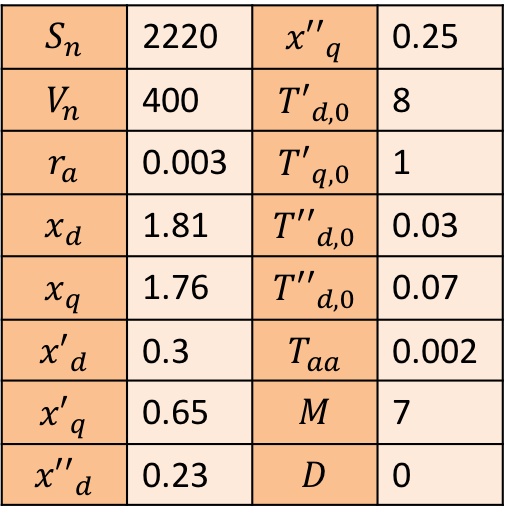 S_n 2220 x''_q 0.25
V_n 400 T'_{d,0} 8
r_a 0.003 T'_{q,0} 1
x_d 1.81 T''_{d,0} 0.03
x_q 1.76 T''_{d,0} 0.07
x'_d 0.3 T_{aa} 0.002
x'_q 0.65 M 7
x''_d 0.23 D 0